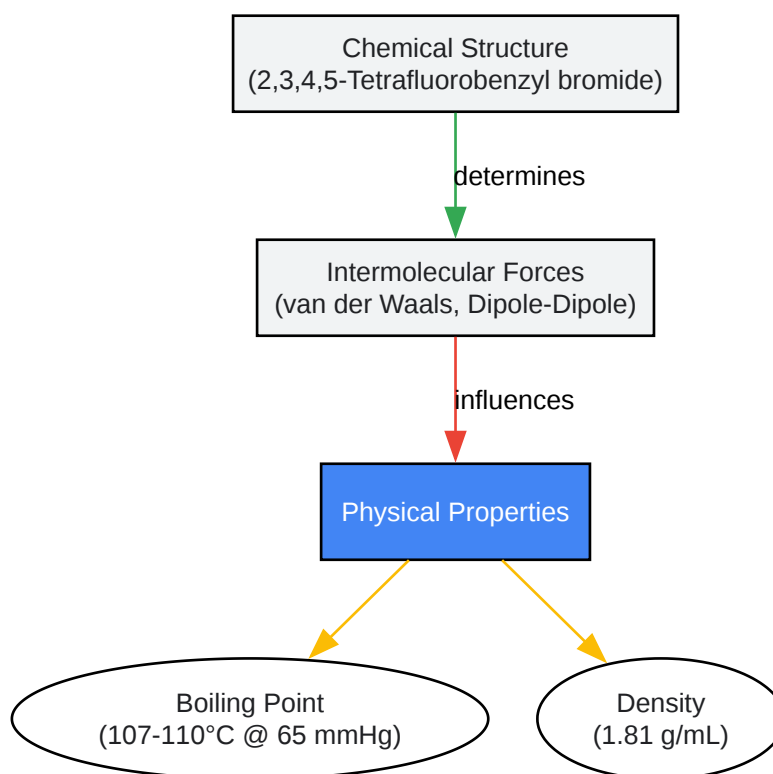 Chemical Structure
(2,3,4,5-Tetrafluorobenzyl bromide)
determines
Intermolecular Forces
(van der Waals, Dipole-Dipole)
influences
Physical Properties
Boiling Point
(107-110°C @ 65 mmHg)
Density
(1.81 g/mL)